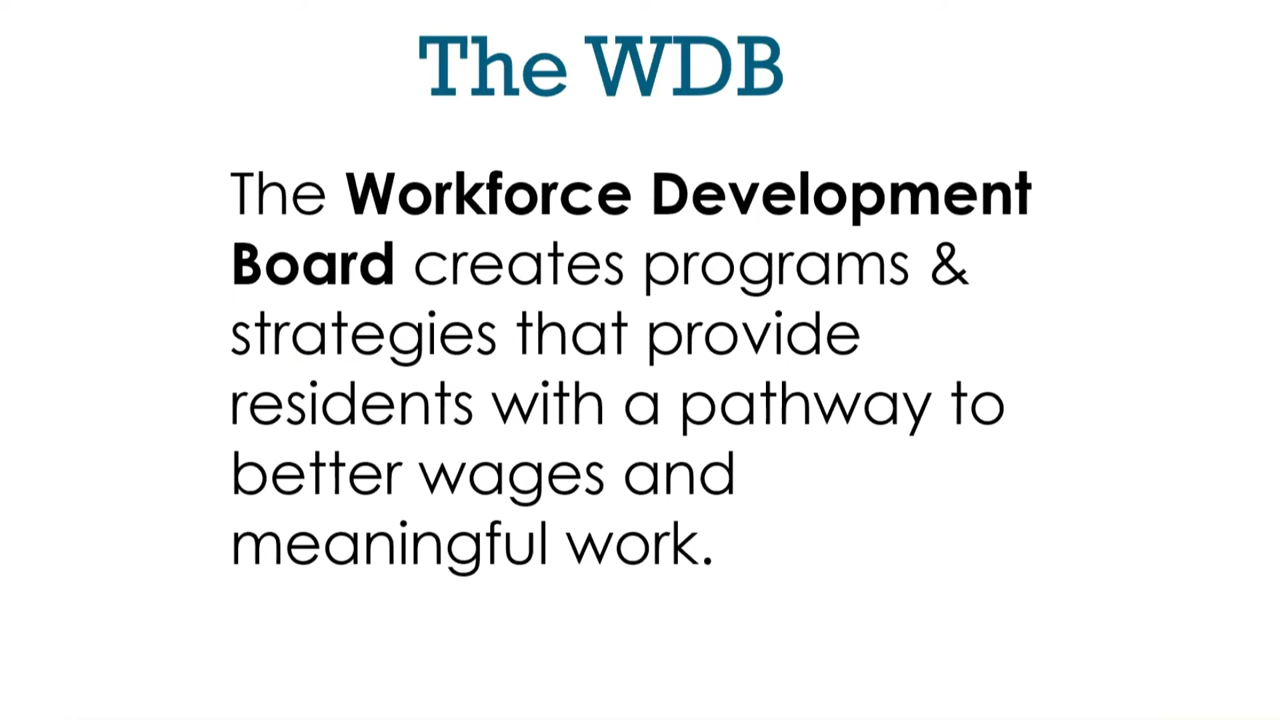 The WDB
The Workforce Development
Board creates programs &
strategies that provide
residents with a pathway to
better wages and
meaningful work.